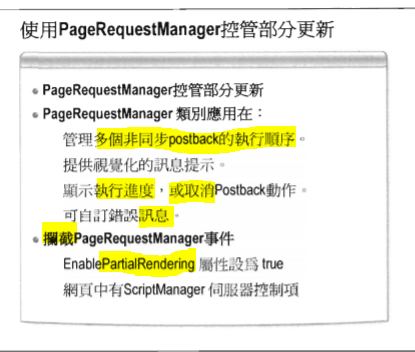 使用PageRequestManager控管部分更新
PageRequestManager控管部分更新
PageRequestManager 類別應用在：
管理多個非同步postback的執行順序。
提供視覺化的訊息提示。
顯示執行進度，或取消Postback動作。
可自訂錯誤訊息。
攔截PageRequestManager事件
EnablePartialRendering 屬性設爲 true
網頁中有ScriptManager 伺服器控制項